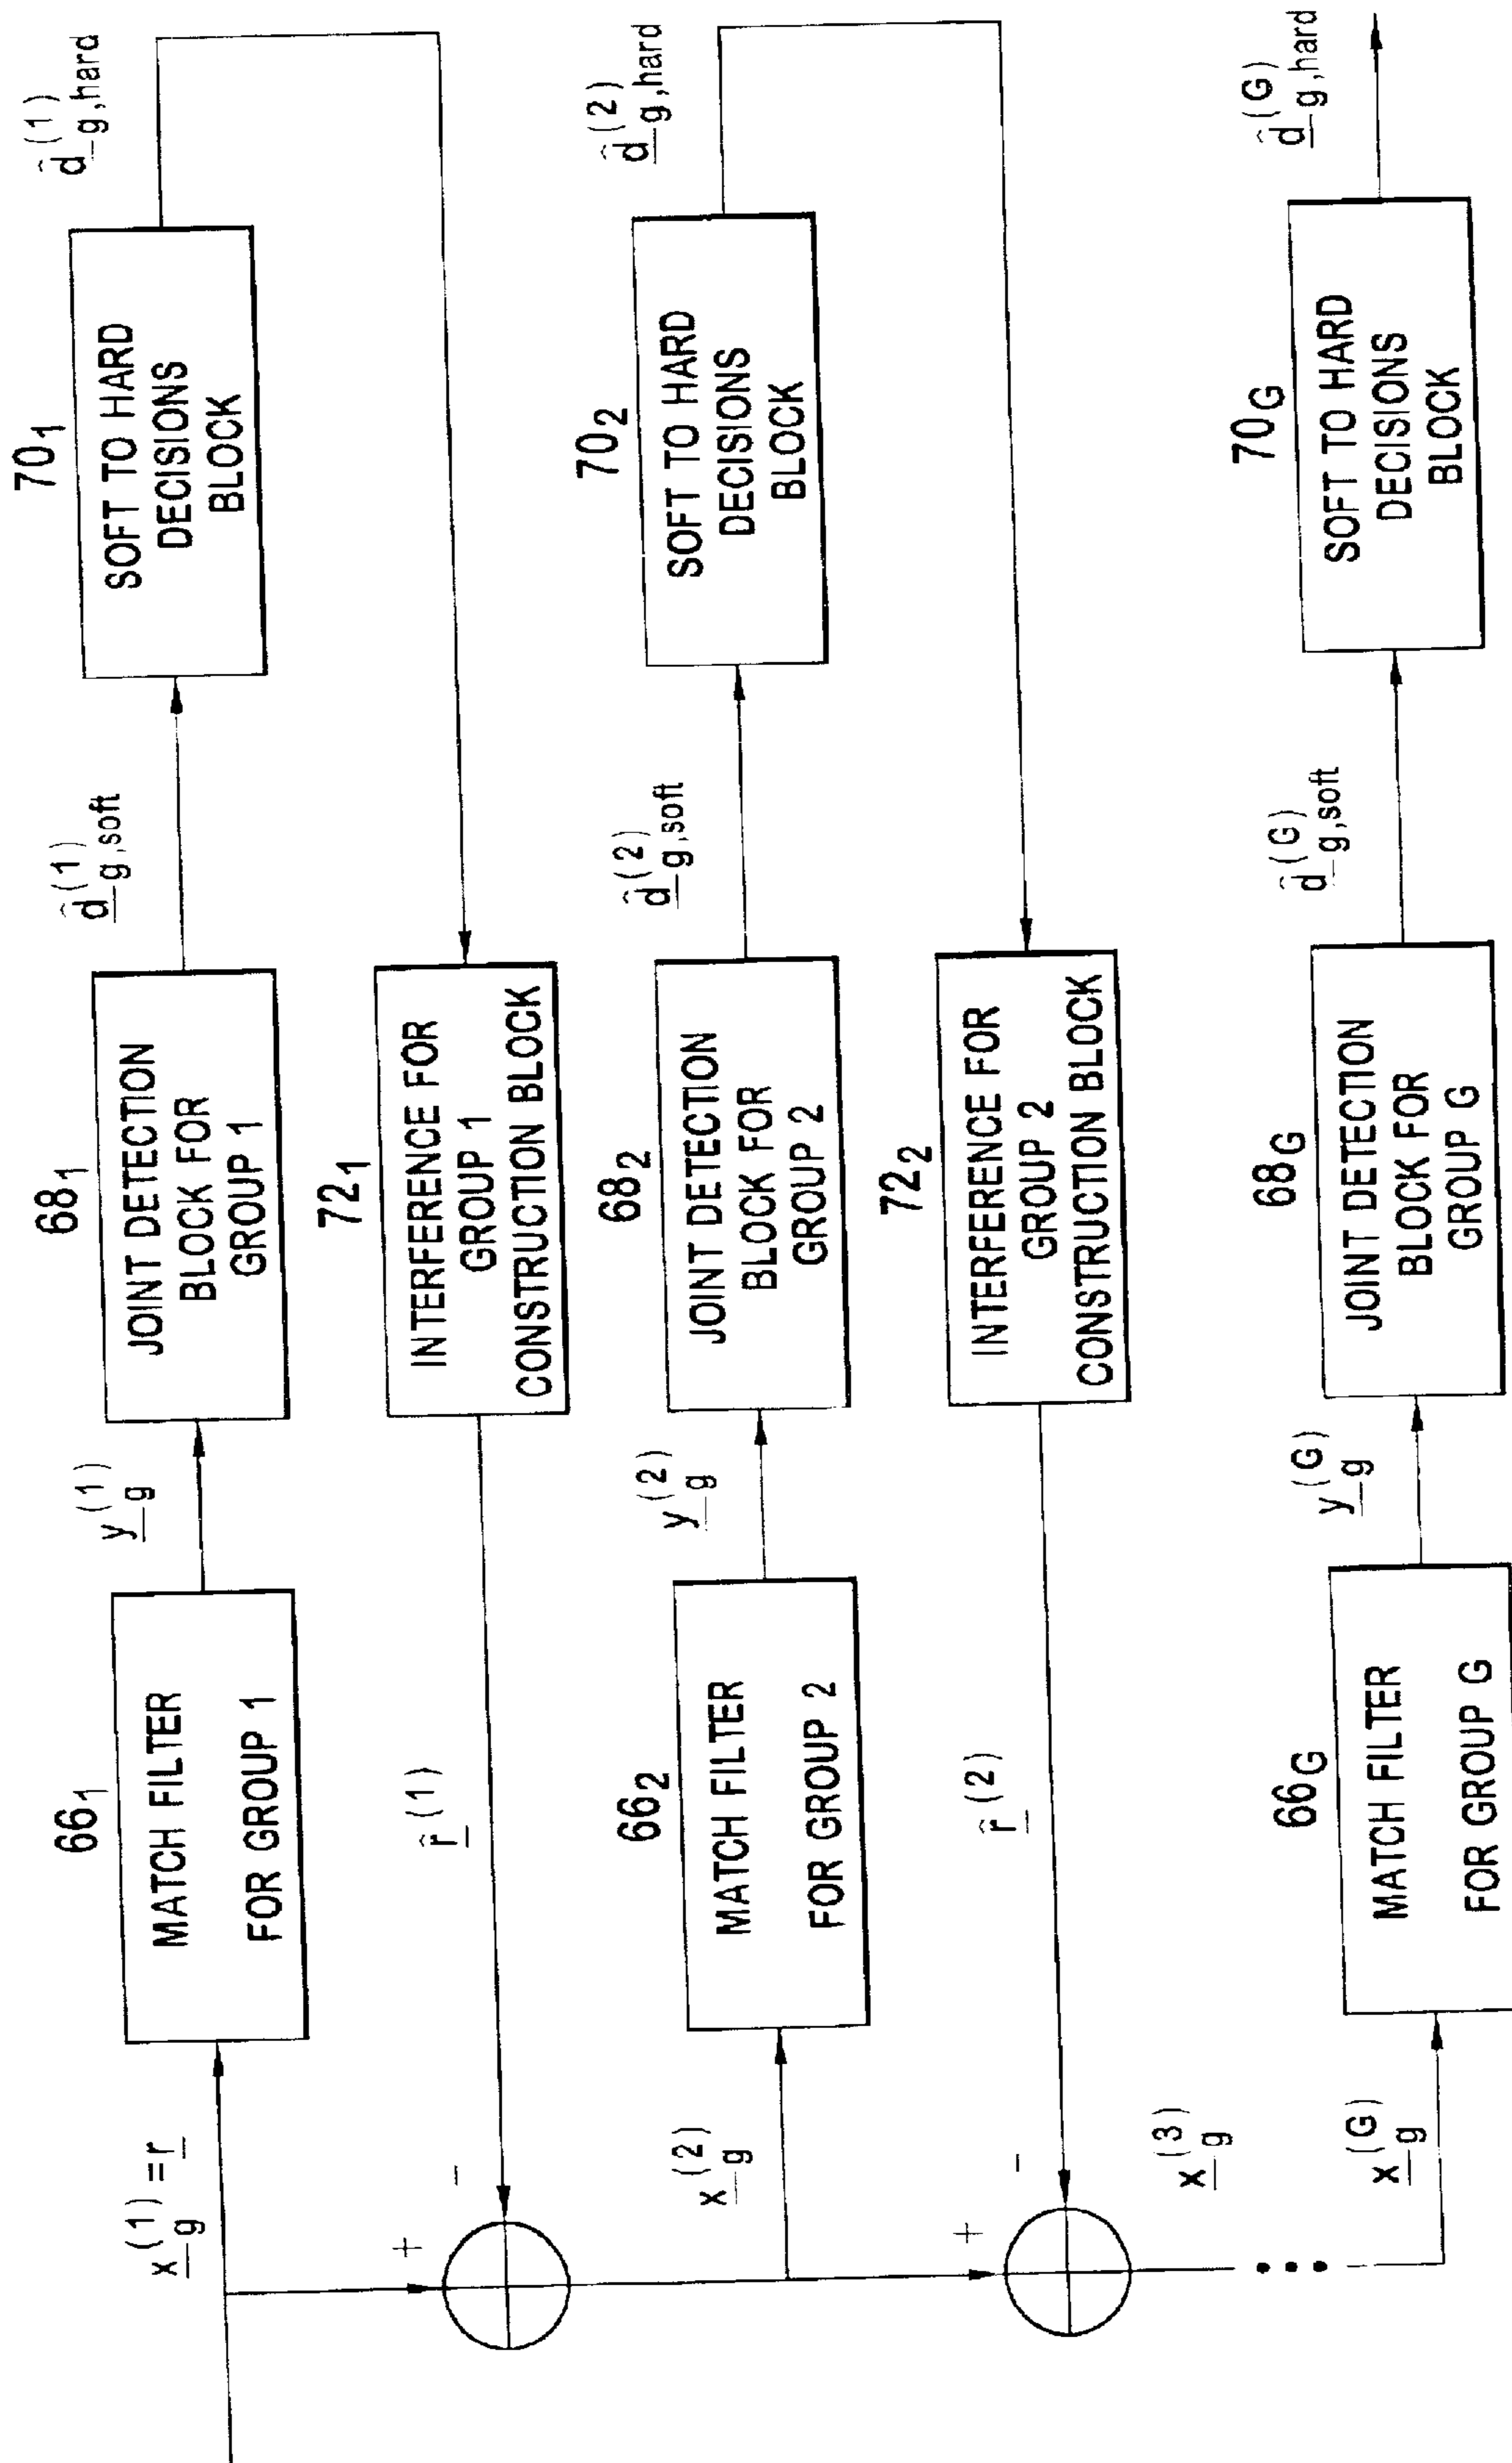 x_g^(1) = r
66₁
MATCH FILTER
FOR GROUP 1
y_g^(1)
68₁
JOINT DETECTION
BLOCK FOR
GROUP 1
d̂_g,soft^(1)
70₁
SOFT TO HARD
DECISIONS
BLOCK
d̂_g,hard^(1)
+
-
r̂^(1)
72₁
INTERFERENCE FOR
GROUP 1
CONSTRUCTION BLOCK
x_g^(2)
66₂
MATCH FILTER
FOR GROUP 2
y_g^(2)
68₂
JOINT DETECTION
BLOCK FOR
GROUP 2
d̂_g,soft^(2)
70₂
SOFT TO HARD
DECISIONS
BLOCK
d̂_g,hard^(2)
+
-
r̂^(2)
72₂
INTERFERENCE FOR
GROUP 2
CONSTRUCTION BLOCK
x_g^(3)
•••
x_g^(G)
66_G
MATCH FILTER
FOR GROUP G
y_g^(G)
68_G
JOINT DETECTION
BLOCK FOR
GROUP G
d̂_g,soft^(G)
70_G
SOFT TO HARD
DECISIONS
BLOCK
d̂_g,hard^(G)